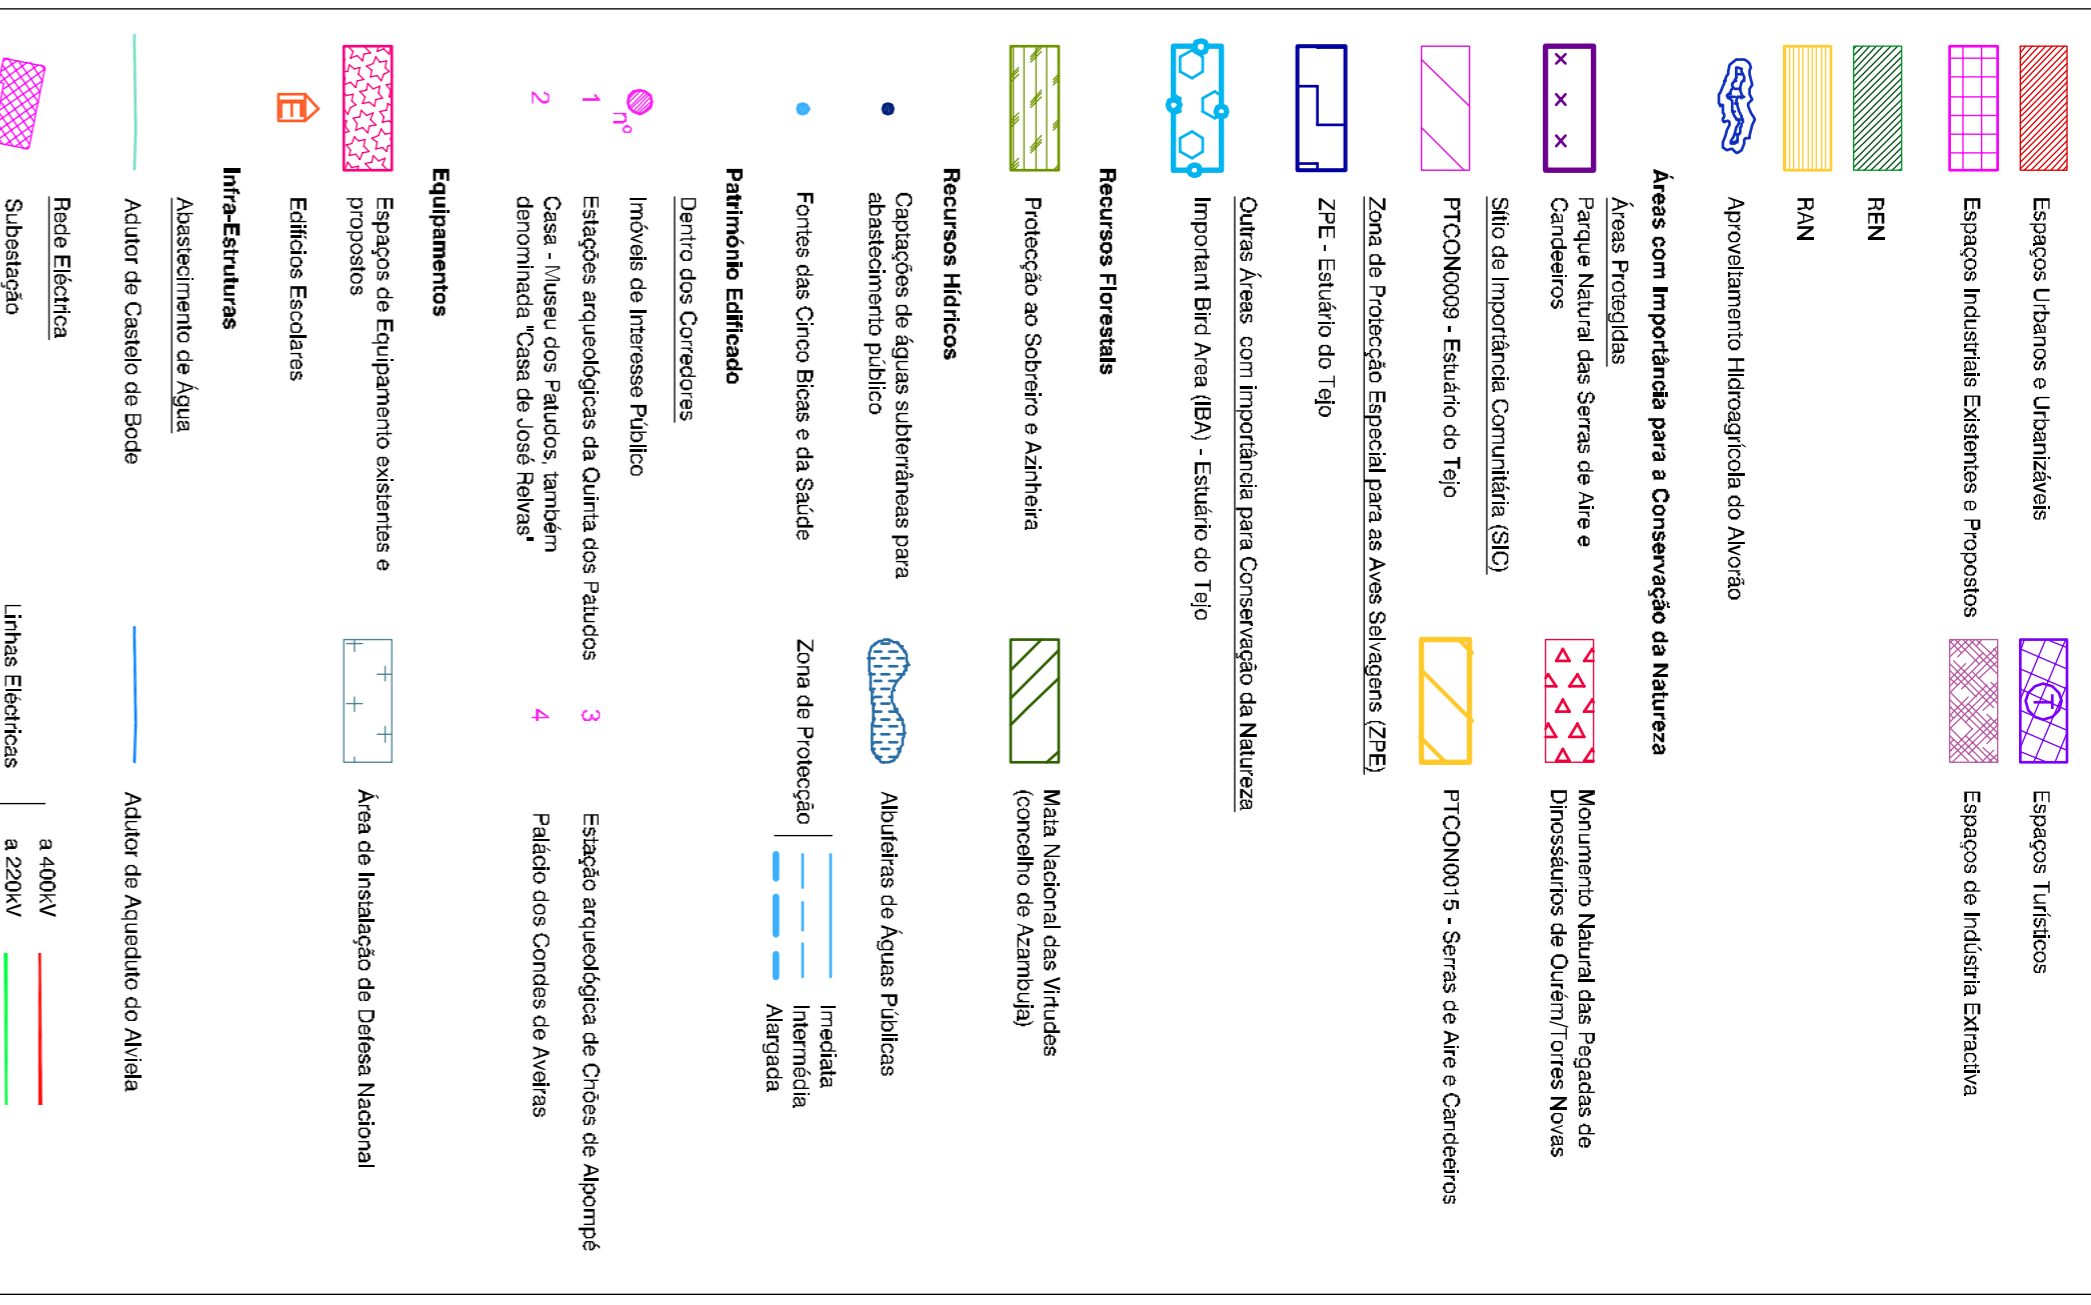 Espaços Urbanos e Urbanizáveis
Espaços Turísticos
T
Espaços Industriais Existentes e Propostos
Espaços de Indústria Extractiva
REN
RAN
Aproveitamento Hidroagrícola do Alvorão
Áreas com Importância para a Conservação da Natureza
Áreas Protegidas
Parque Natural das Serras de Aire e
Candeeiros
Monumento Natural das Pegadas de
Dinossáurios de Ourém/Torres Novas
Sítio de Importância Comunitária (SIC)
PTCON0009 - Estuário do Tejo
PTCON0015 - Serras de Aire e Candeeiros
Zona de Protecção Especial para as Aves Selvagens (ZPE)
ZPE - Estuário do Tejo
Outras Áreas com importância para Conservação da Natureza
Important Bird Area (IBA) - Estuário do Tejo
Recursos Florestais
Protecção ao Sobreiro e Azinheira
Mata Nacional das Virtudes
(concelho de Azambuja)
Recursos Hídricos
Captações de águas subterrâneas para
abastecimento público
Albufeiras de Águas Públicas
Fontes das Cinco Bicas e da Saúde
Zona de Protecção
Imediata
Intermédia
Alargada
Património Edificado
Dentro dos Corredores
nº
Imóveis de Interesse Público
1 Estações arqueológicas da Quinta dos Patudos
3 Estação arqueológica de Chões de Alpompé
2 Casa - Museu dos Patudos, também
denominada "Casa de José Relvas"
4 Palácio dos Condes de Aveiras
Equipamentos
Espaços de Equipamento existentes e
propostos
Área de Instalação de Defesa Nacional
E
Edifícios Escolares
Infra-Estruturas
Abastecimento de Água
Adutor de Castelo de Bode
Adutor de Aqueduto do Alviela
Rede Eléctrica
Subestação
Linhas Eléctricas
a 400kV
a 220kV